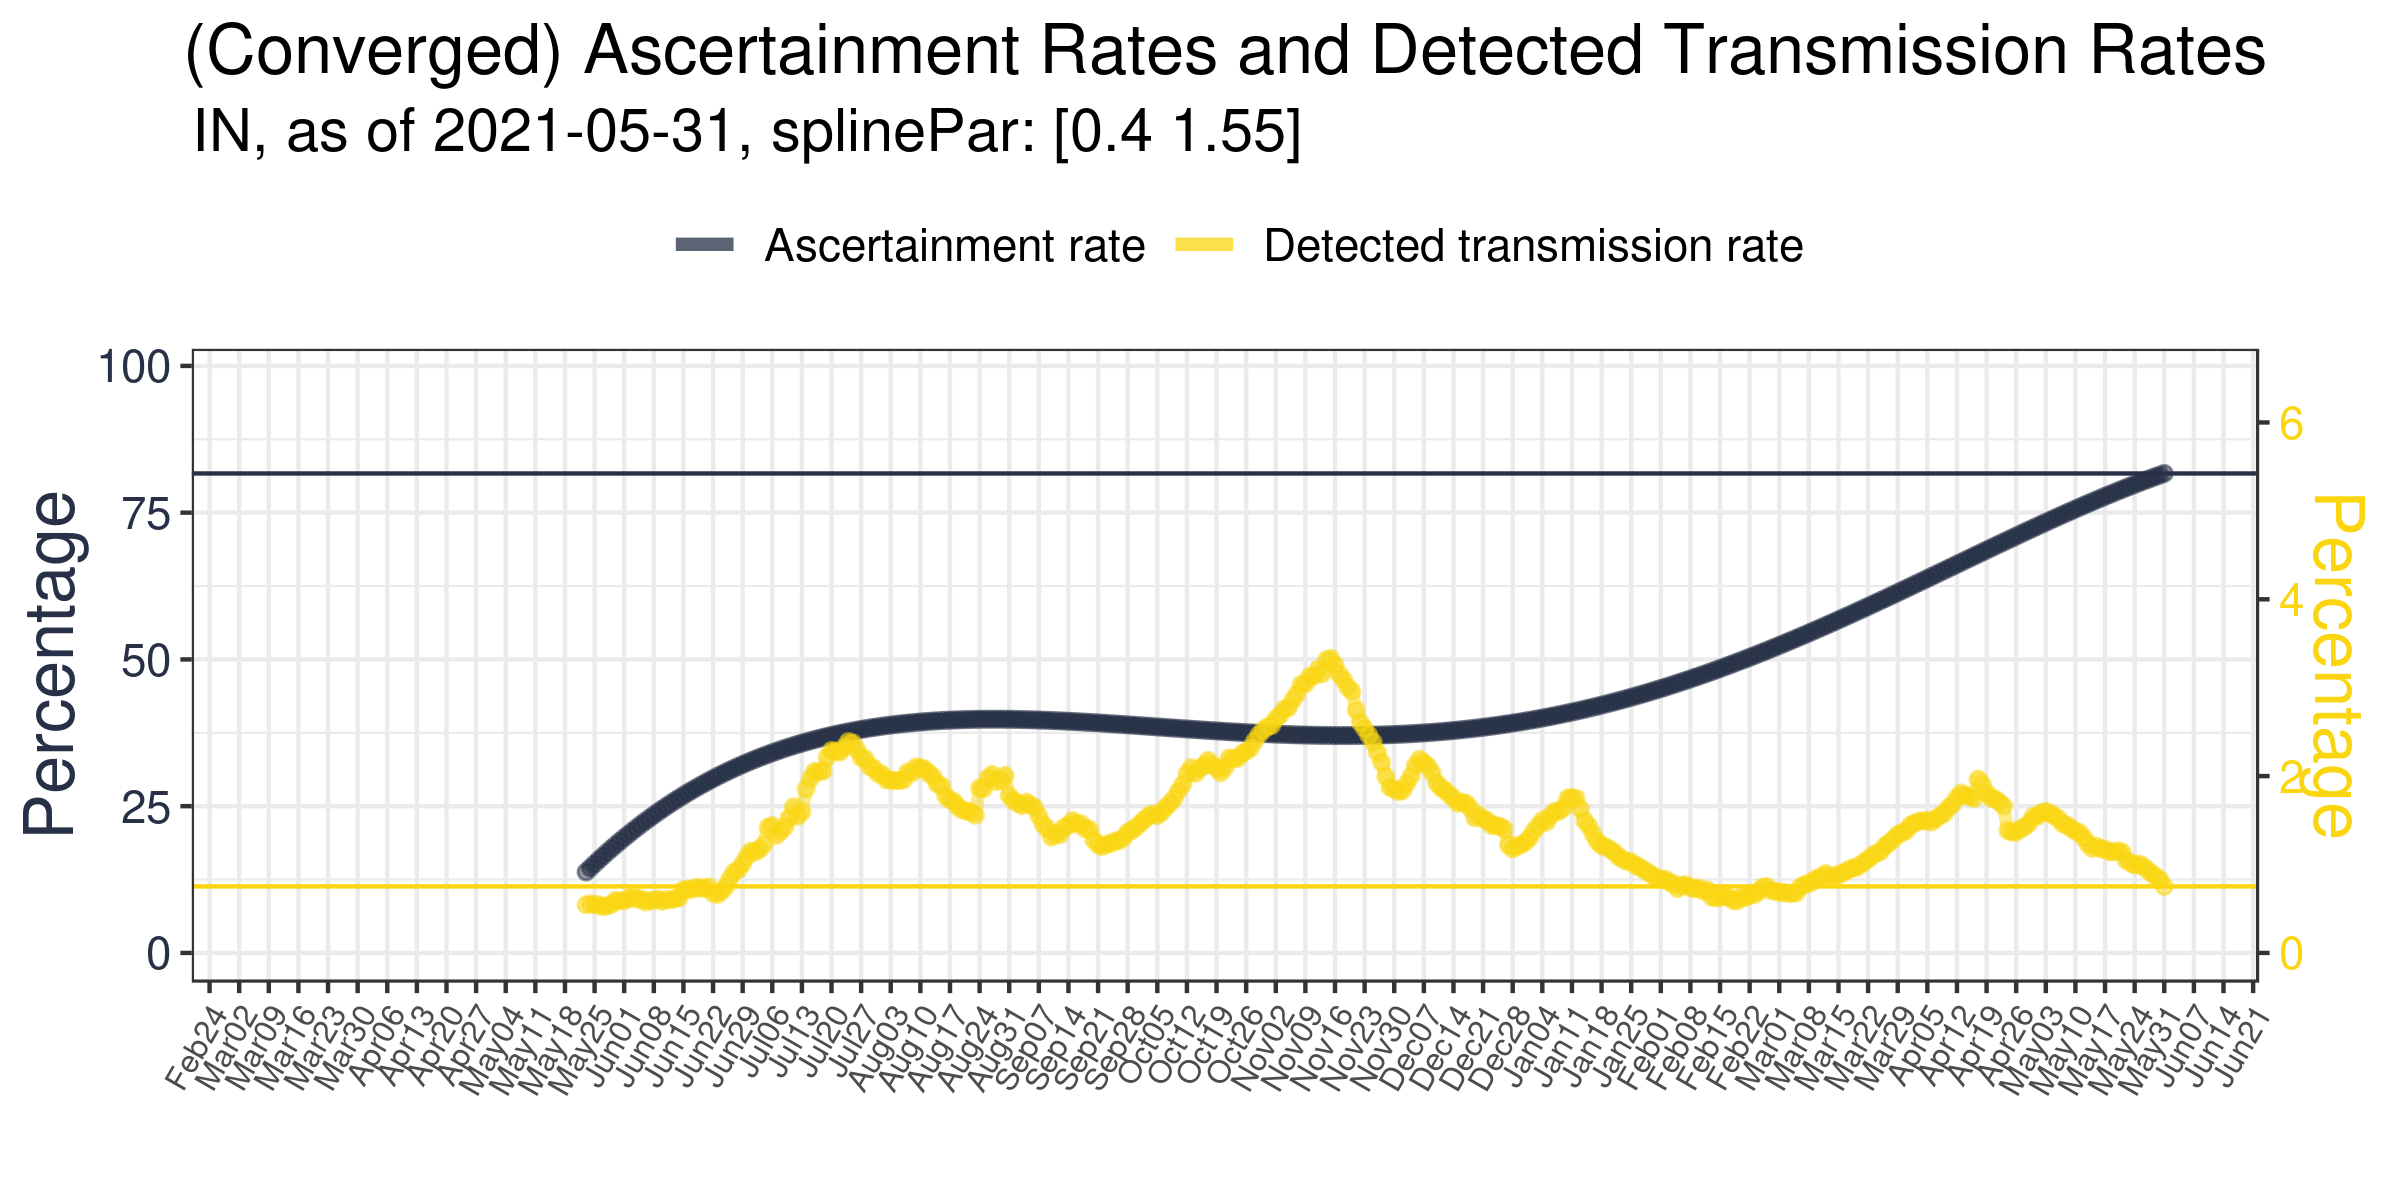 (Converged) Ascertainment Rates and Detected Transmission Rates
IN, as of 2021-05-31, splinePar: [0.4 1.55]
Ascertainment rate Detected transmission rate
Percentage
100
75
50
25
0
6
4
2
0
Percentage
Feb24 Mar02 Mar09 Mar16 Mar23 Mar30 Apr06 Apr13 Apr20 Apr27 May04 May11 May18 May25 Jun01 Jun08 Jun15 Jun22 Jun29 Jul06 Jul13 Jul20 Jul27 Aug03 Aug10 Aug17 Aug24 Aug31 Sep07 Sep14 Sep21 Sep28 Oct05 Oct12 Oct19 Oct26 Nov02 Nov09 Nov16 Nov23 Nov30 Dec07 Dec14 Dec21 Dec28 Jan04 Jan11 Jan18 Jan25 Feb01 Feb08 Feb15 Feb22 Mar01 Mar08 Mar15 Mar22 Mar29 Apr05 Apr12 Apr19 Apr26 May03 May10 May17 May24 May31 Jun07 Jun14 Jun21